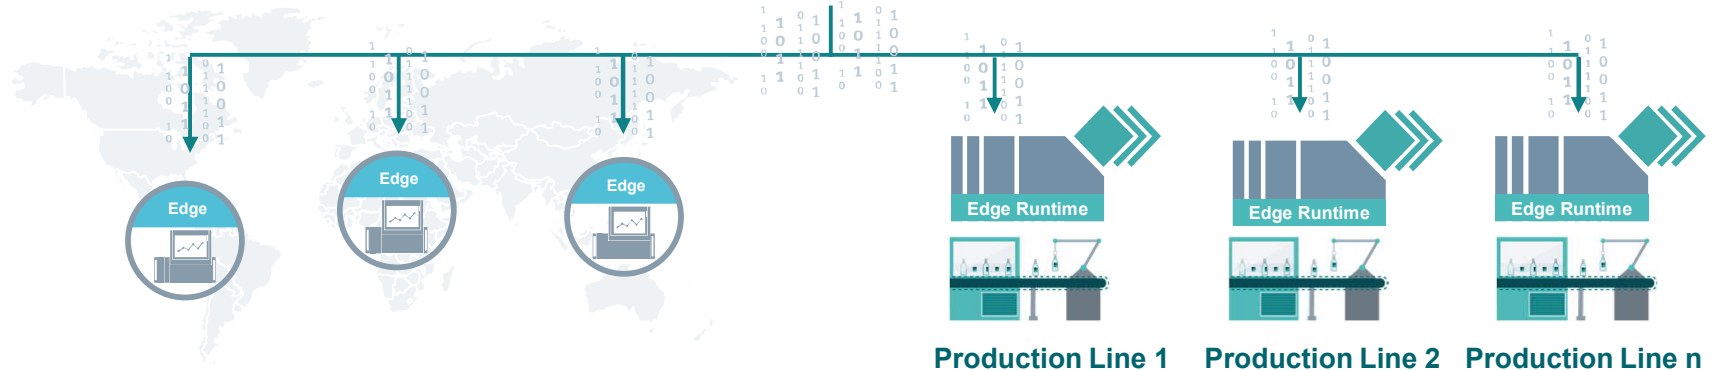 Edge
Edge
Edge
Edge Runtime
Edge Runtime
Edge Runtime
Production Line 1
Production Line 2
Production Line n